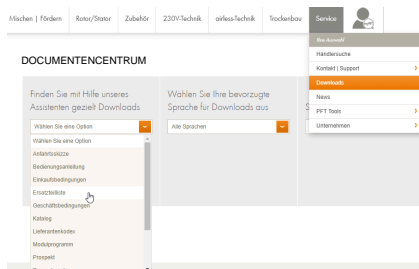 Mischen | Fördern Rotor/Stator Zubehör 230V-Technik airless-Technik Trockenbau Service
Ihre Auswahl
Händlersuche
Kontakt | Support
Downloads
News
PFT Tools
Unternehmen
DOCUMENTENCENTRUM
Finden Sie mit Hilfe unseres
Assistenten gezielt Downloads
Wählen Sie Ihre bevorzugte
Sprache für Downloads aus
S
Wählen Sie eine Option
Alle Sprachen
Wählen Sie eine Option
Anfahrtsskizze
Bedienungsanleitung
Einkaufsbedingungen
Ersatzteilliste
Geschäftsbedingungen
Katalog
Lieferantenkodex
Modulprogramm
Prospekt